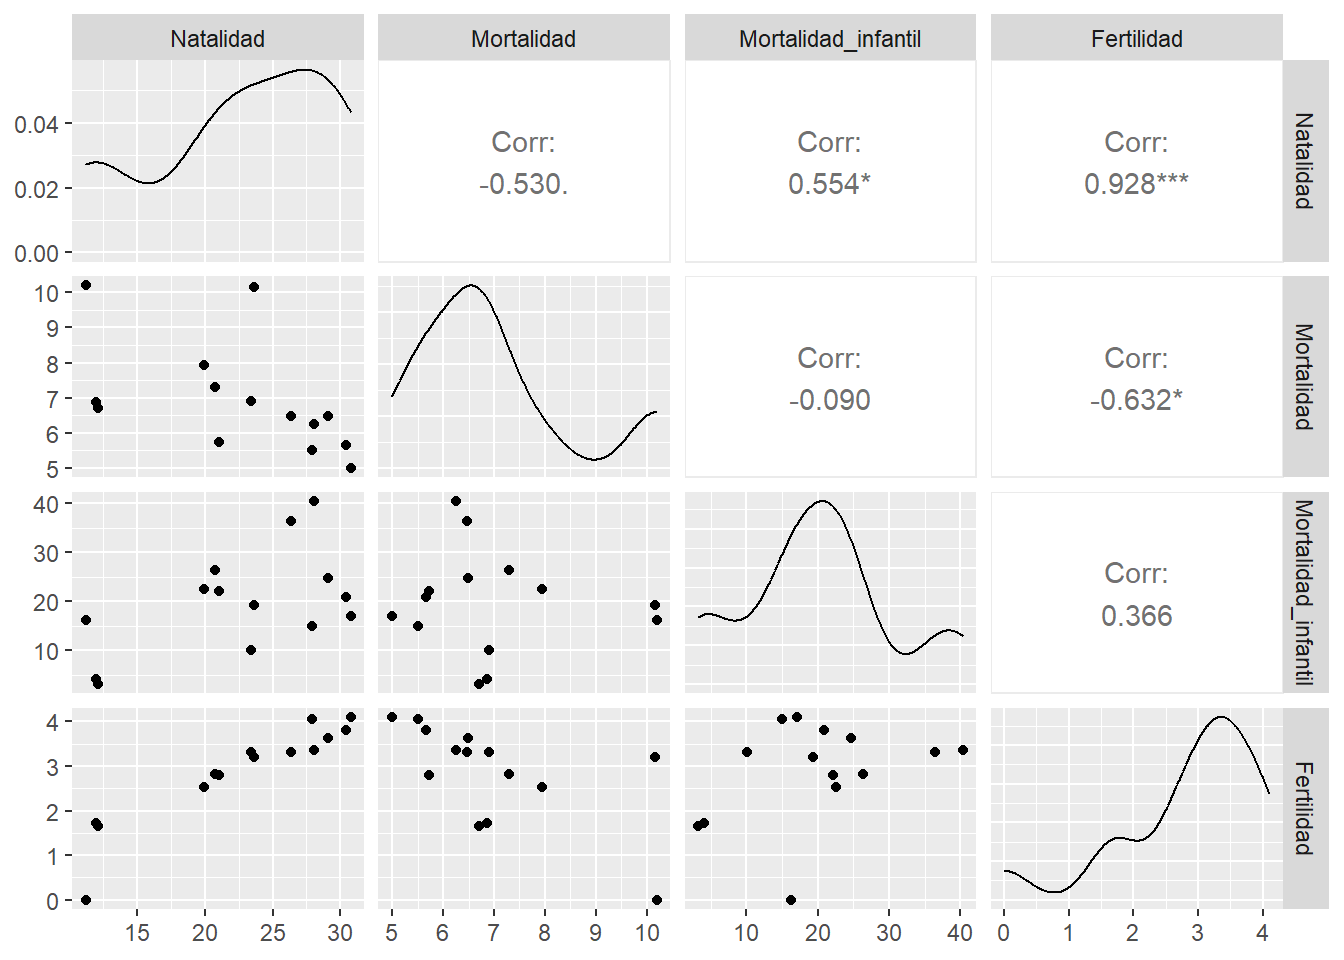 Natalidad
Mortalidad
Mortalidad_infantil
Fertilidad
0.04
0.02
0.00
Corr:
-0.530.
Corr:
0.554*
Corr:
0.928***
Natalidad
10
9
8
7
6
5
Corr:
-0.090
Corr:
-0.632*
Mortalidad
40
30
20
10
Corr:
0.366
Mortalidad_infantil
4
3
2
1
0
Fertilidad
15 20 25 30
5 6 7 8 9 10
10 20 30 40
0 1 2 3 4